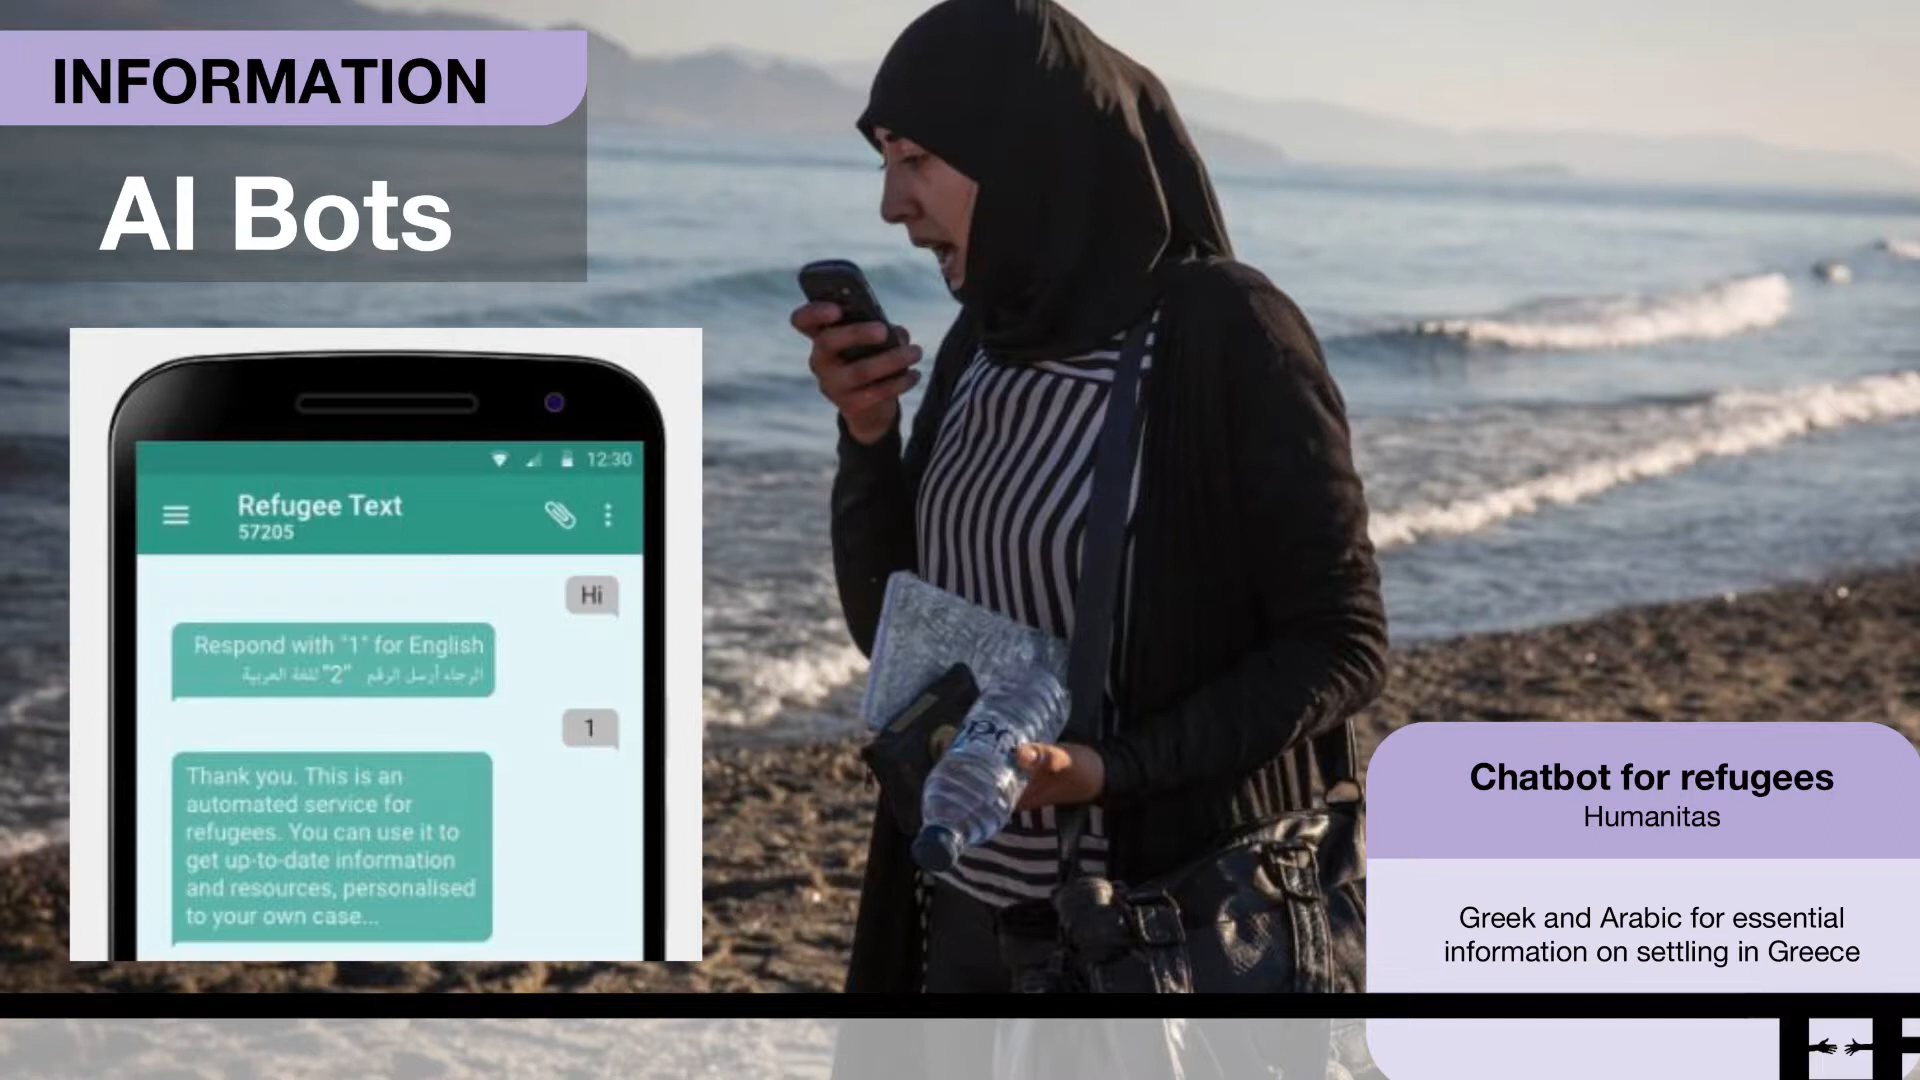 INFORMATION
AI Bots
12:30
Refugee Text
57205
Hi
Respond with "1" for English
الرجاء أرسل الرقم "2" للغة العربية
1
Thank you. This is an
automated service for
refugees. You can use it to
get up-to-date information
and resources, personalised
to your own case...
Chatbot for refugees
Humanitas
Greek and Arabic for essential
information on settling in Greece